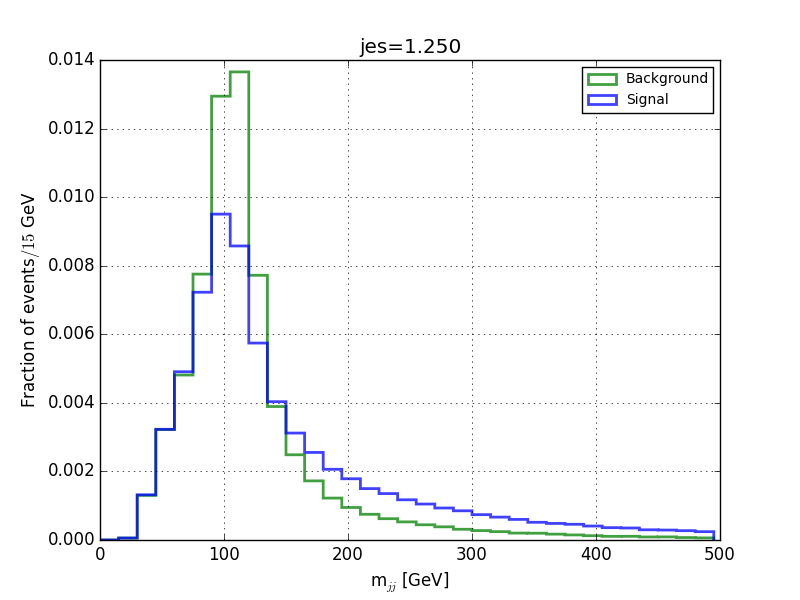 jes=1.250
0.014
0.012
0.010
0.008
0.006
0.004
0.002
0.000
Fraction of events/15 GeV
Background
Signal
0 100 200 300 400 500
m_jj [GeV]